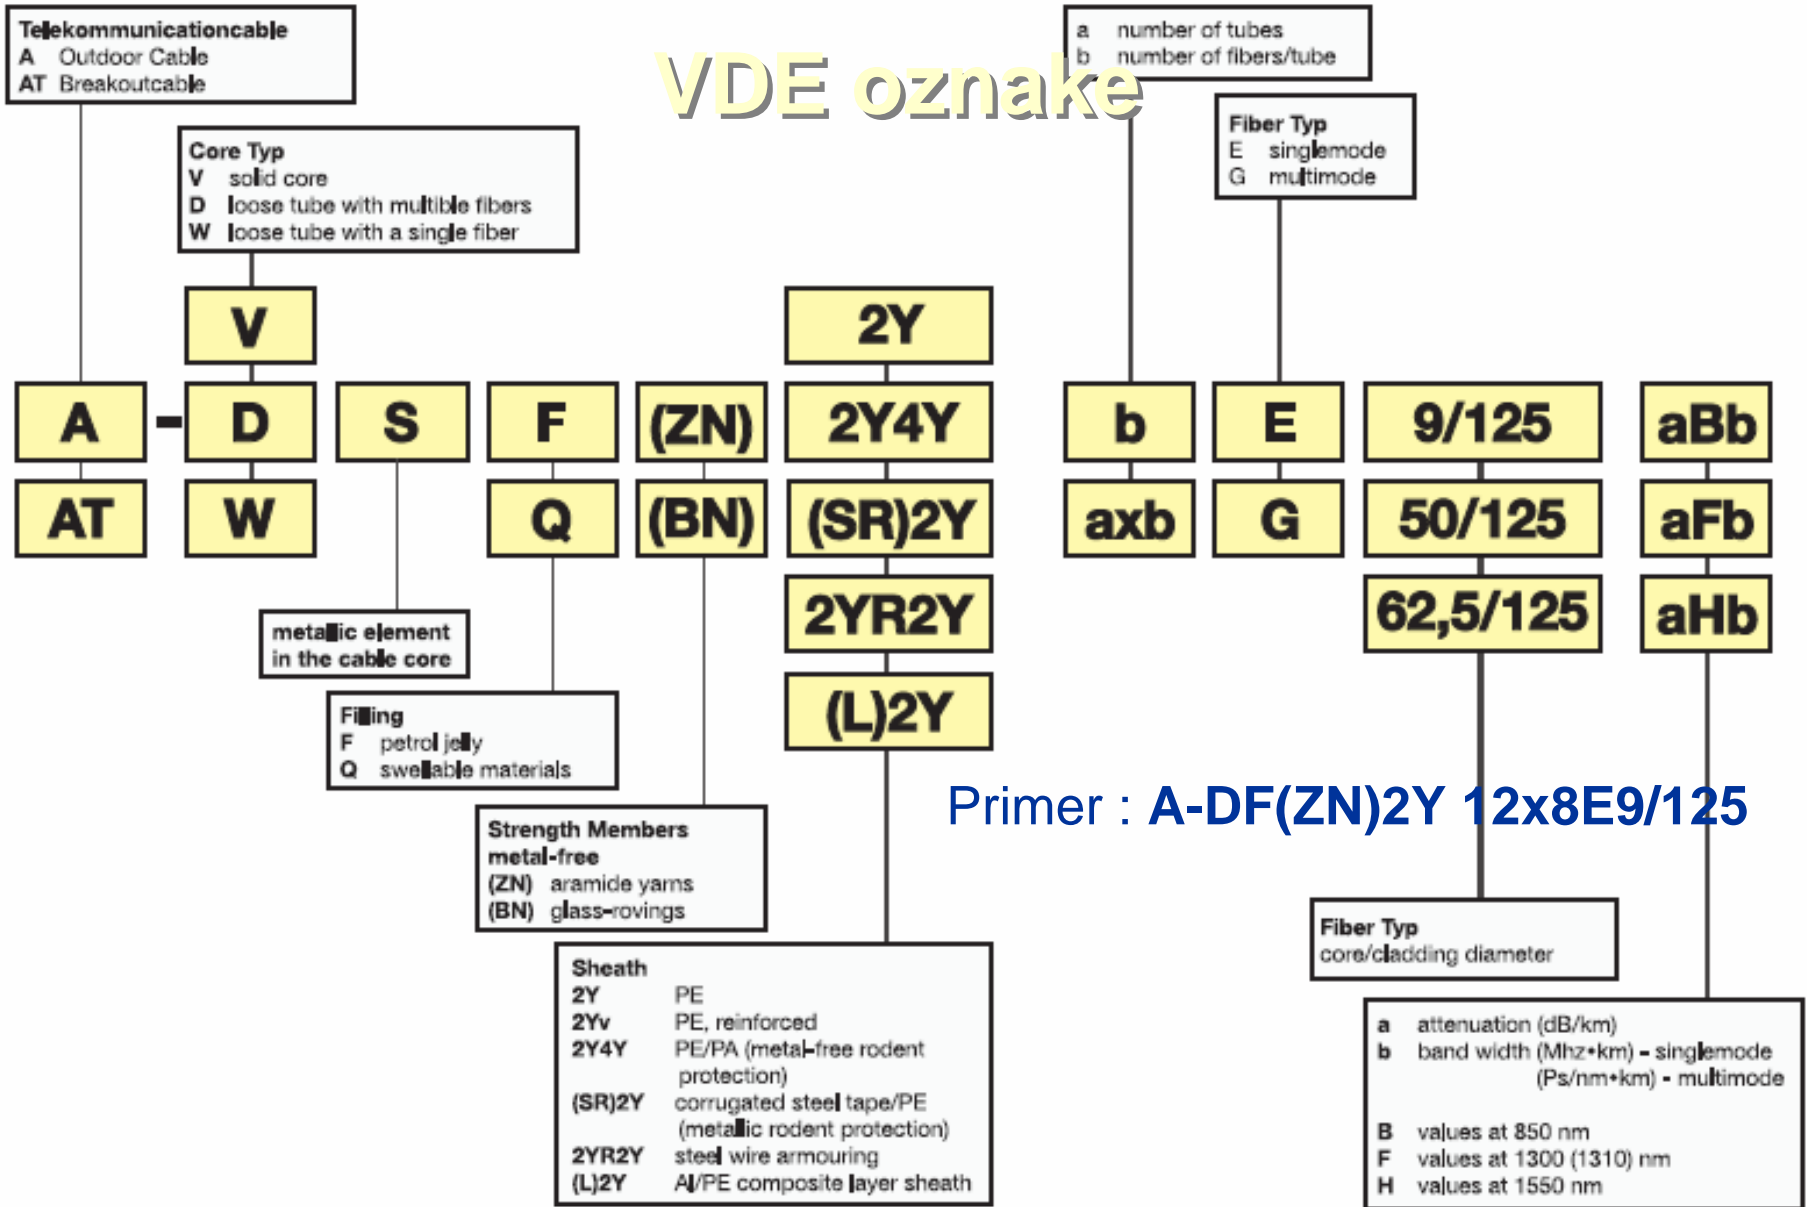 VDE oznake
Telekommunicationcable
A Outdoor Cable
AT Breakoutcable
Core Typ
V solid core
D loose tube with multible fibers
W loose tube with a single fiber
a number of tubes
b number of fibers/tube
Fiber Typ
E singlemode
G multimode
V 2Y
A - D S F (ZN) 2Y4Y b E 9/125 aBb
AT W Q (BN) (SR)2Y axb G 50/125 aFb
2YR2Y 62,5/125 aHb
(L)2Y
metallic element
in the cable core
Filling
F petrol jelly
Q swellable materials
Strength Members
metal-free
(ZN) aramide yarns
(BN) glass-rovings
Primer : A-DF(ZN)2Y 12x8E9/125
Sheath
2Y PE
2Yv PE, reinforced
2Y4Y PE/PA (metal-free rodent
protection)
(SR)2Y corrugated steel tape/PE
(metallic rodent protection)
2YR2Y steel wire armouring
(L)2Y Al/PE composite layer sheath
Fiber Typ
core/cladding diameter
a attenuation (dB/km)
b band width (Mhz•km) - singlemode
(Ps/nm•km) - multimode
B values at 850 nm
F values at 1300 (1310) nm
H values at 1550 nm